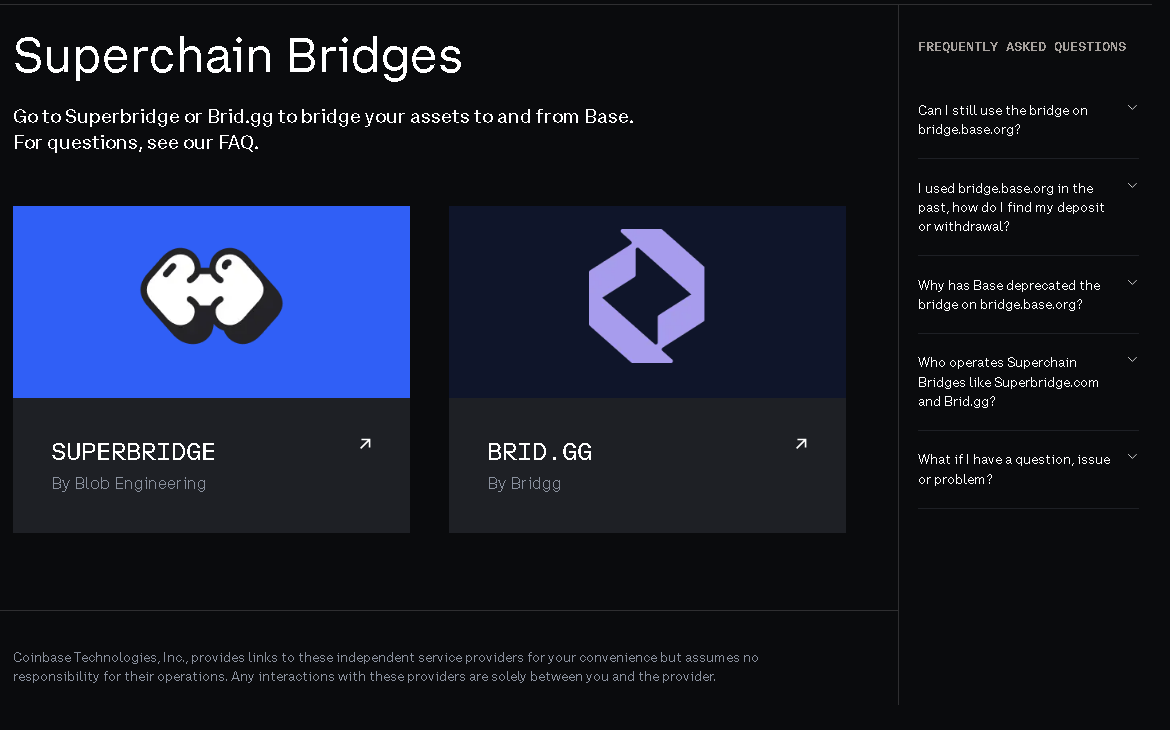 Superchain Bridges
Go to Superbridge or Brid.gg to bridge your assets to and from Base.
For questions, see our FAQ.
SUPERBRIDGE
By Blob Engineering
BRID.GG
By Bridgg
Coinbase Technologies, Inc., provides links to these independent service providers for your convenience but assumes no
responsibility for their operations. Any interactions with these providers are solely between you and the provider.
FREQUENTLY ASKED QUESTIONS
Can I still use the bridge on
bridge.base.org?
I used bridge.base.org in the
past, how do I find my deposit
or withdrawal?
Why has Base deprecated the
bridge on bridge.base.org?
Who operates Superchain
Bridges like Superbridge.com
and Brid.gg?
What if I have a question, issue
or problem?